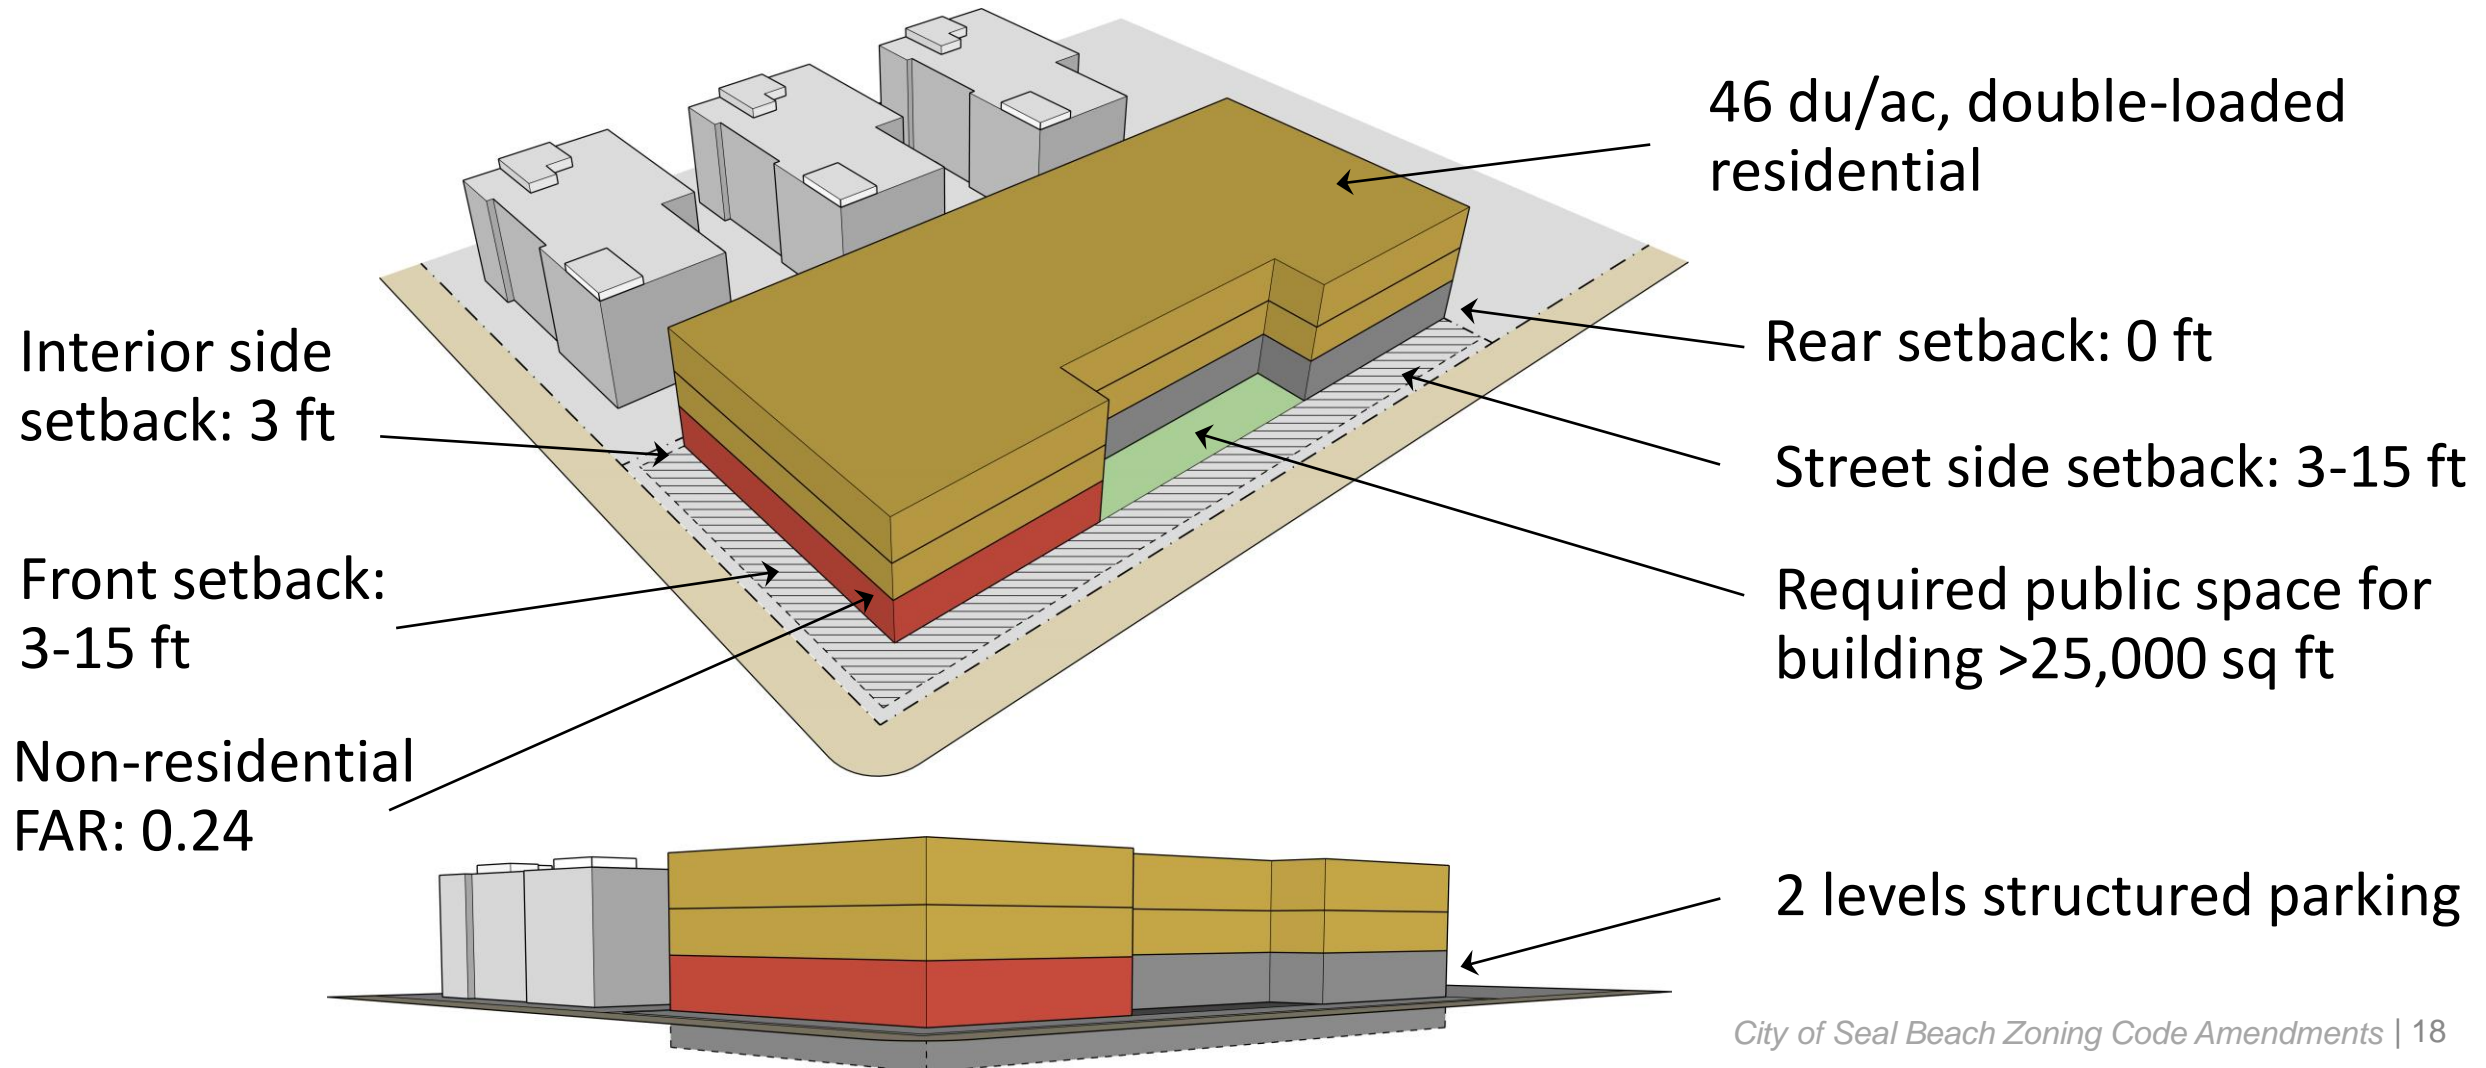 46 du/ac, double-loaded
residential
Interior side
setback: 3 ft
Rear setback: 0 ft
Street side setback: 3-15 ft
Front setback:
3-15 ft
Required public space for
building >25,000 sq ft
Non-residential
FAR: 0.24
2 levels structured parking
City of Seal Beach Zoning Code Amendments | 18